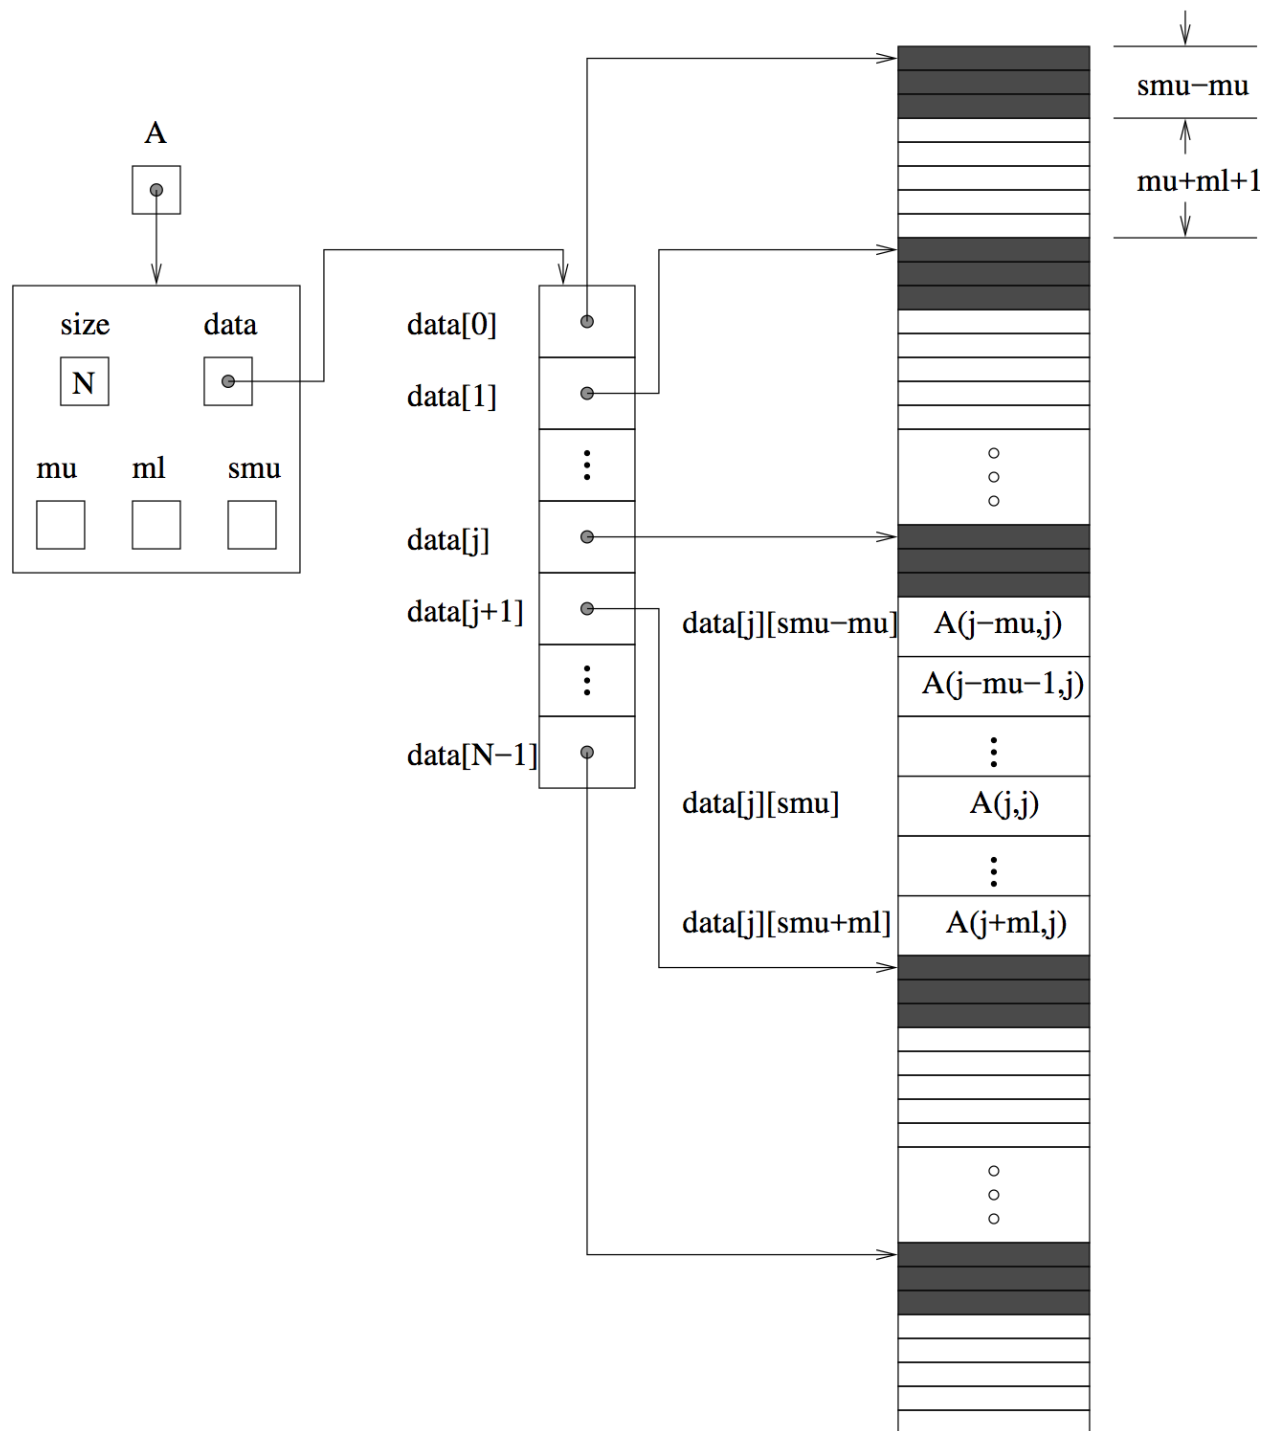 smu−mu
A
mu+ml+1
size
data
data[0]
N
data[1]
mu
ml
smu
data[j]
data[j+1]
data[j][smu−mu]
A(j−mu,j)
A(j−mu−1,j)
data[N−1]
data[j][smu]
A(j,j)
data[j][smu+ml]
A(j+ml,j)